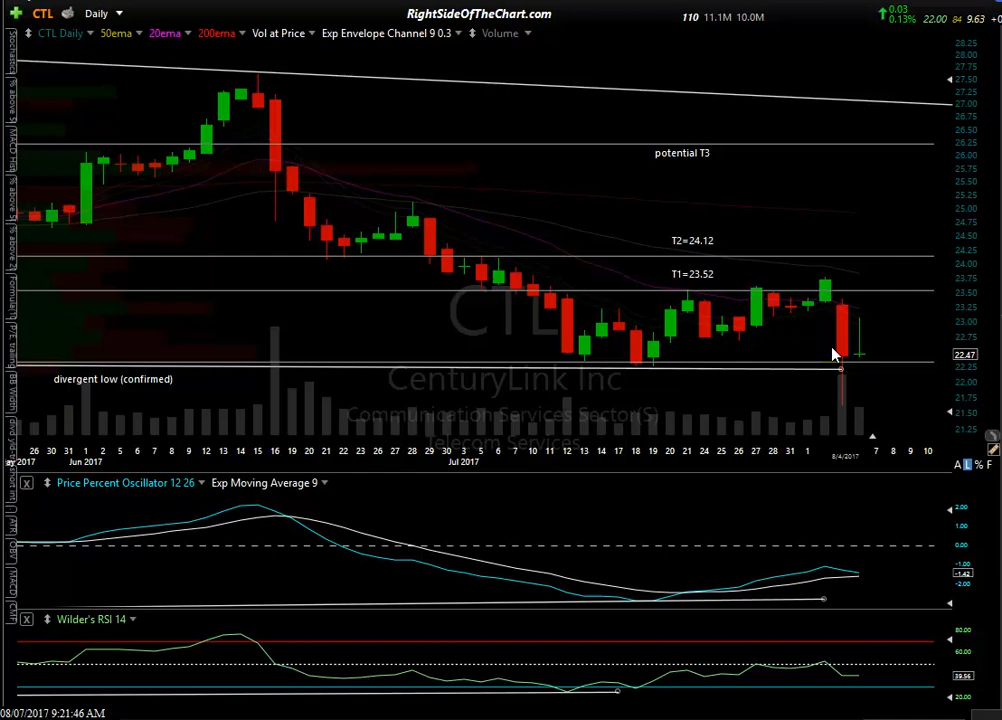 CTL Daily RightSideOfTheChart.com 110 11.1M 10.0M 0.03 0.13% 22.00 84 9.63 +0
CTL Daily 50ema 20ema 200ema Vol at Price Exp Envelope Channel 9 0.3 Volume
28.25
28.00
27.75
27.50
27.25
27.00
26.75
26.50
26.25
26.00
25.75
25.50
25.25
25.00
24.75
24.50
24.25
24.00
23.75
23.50
23.25
23.00
22.75
22.47
22.25
22.00
21.75
21.50
21.25
potential T3
T2=24.12
T1=23.52
CTL
CenturyLink Inc
Communication Services Sector(S)
Telecom Services
divergent low (confirmed)
26 30 31 1 2 5 6 7 8 9 12 13 14 15 16 19 20 21 22 23 26 27 28 29 30 3 5 6 7 10 11 12 13 14 17 18 19 20 21 24 25 26 27 28 31 1 8/4/2017 7 8 9 10
2017 Jun 2017 Jul 2017
A L % F
X Price Percent Oscillator 12 26 Exp Moving Average 9
2.00
1.00
0.00
-1.00
-1.42
-2.00
X Wilder's RSI 14
80.00
60.00
39.56
20.00
08/07/2017 9:21:46 AM